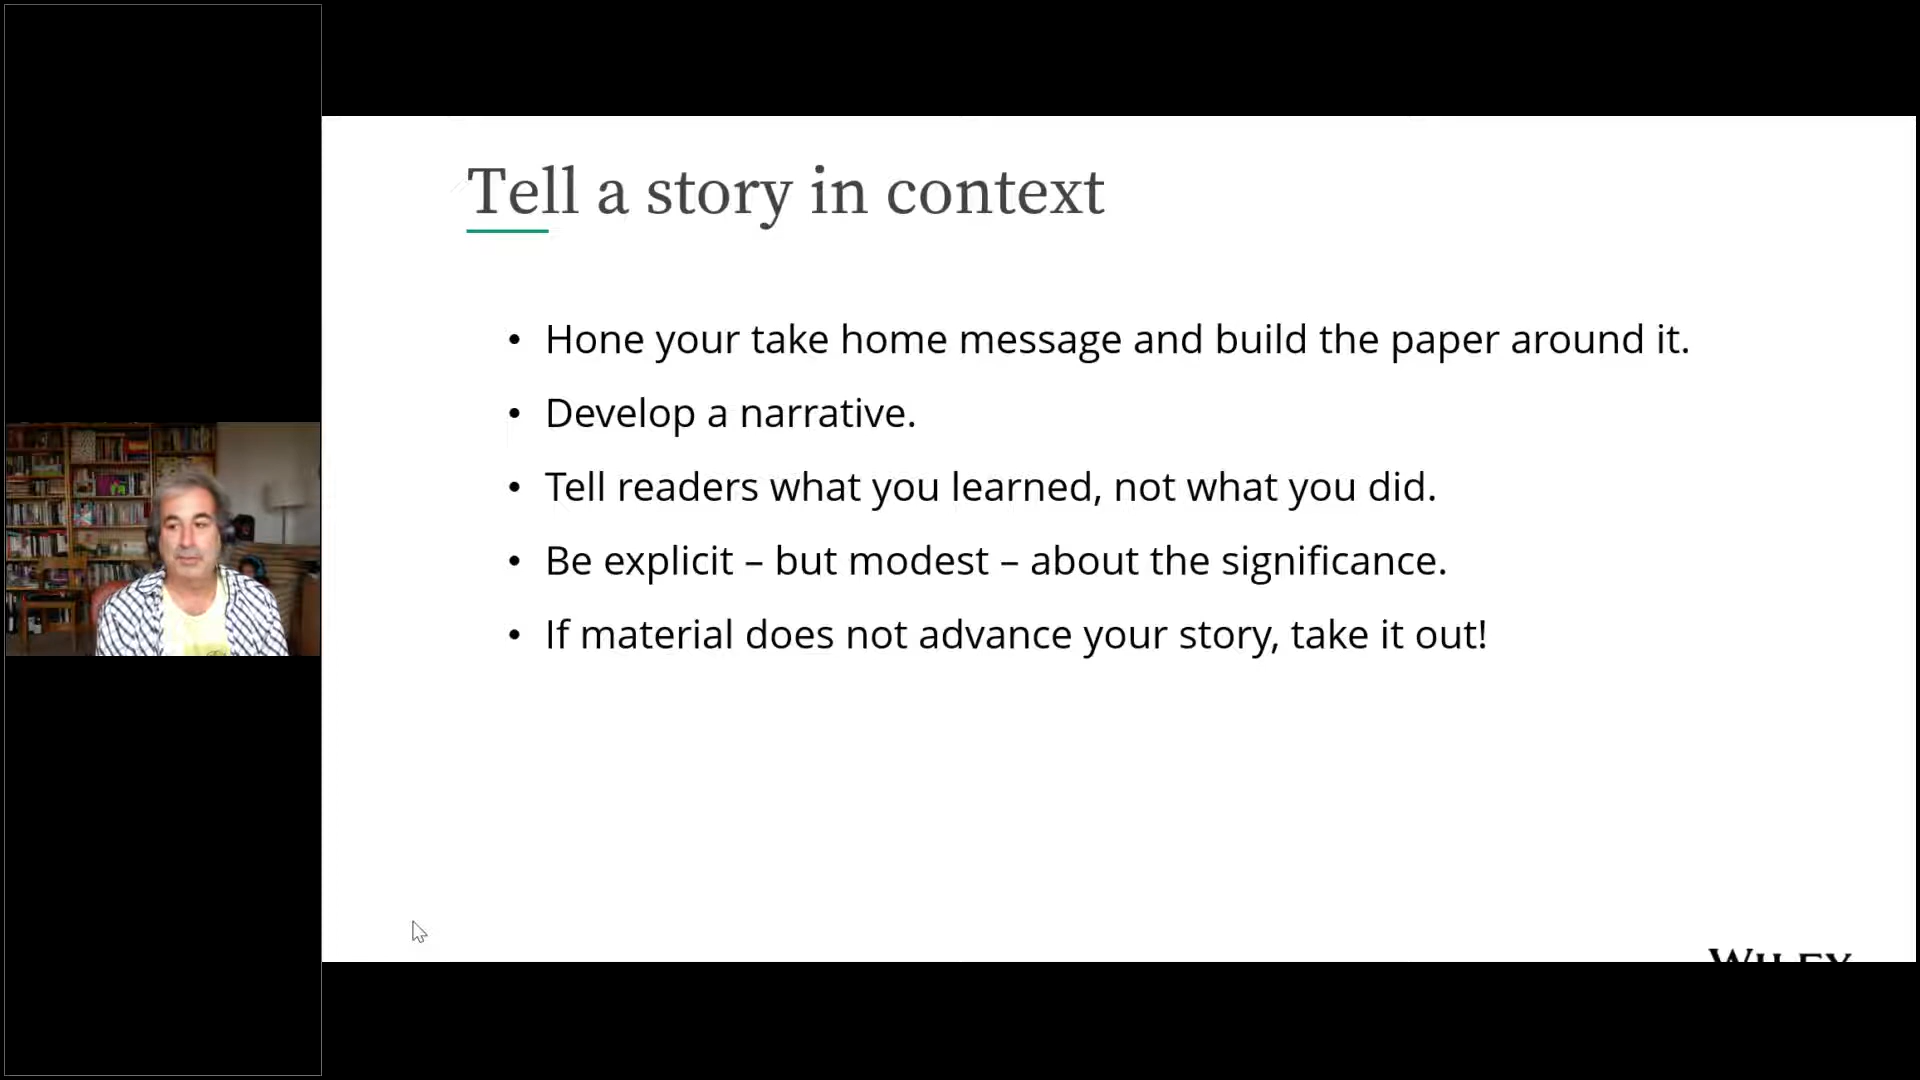 Tell a story in context
• Hone your take home message and build the paper around it.
• Develop a narrative.
• Tell readers what you learned, not what you did.
• Be explicit – but modest – about the significance.
• If material does not advance your story, take it out!
WILEY